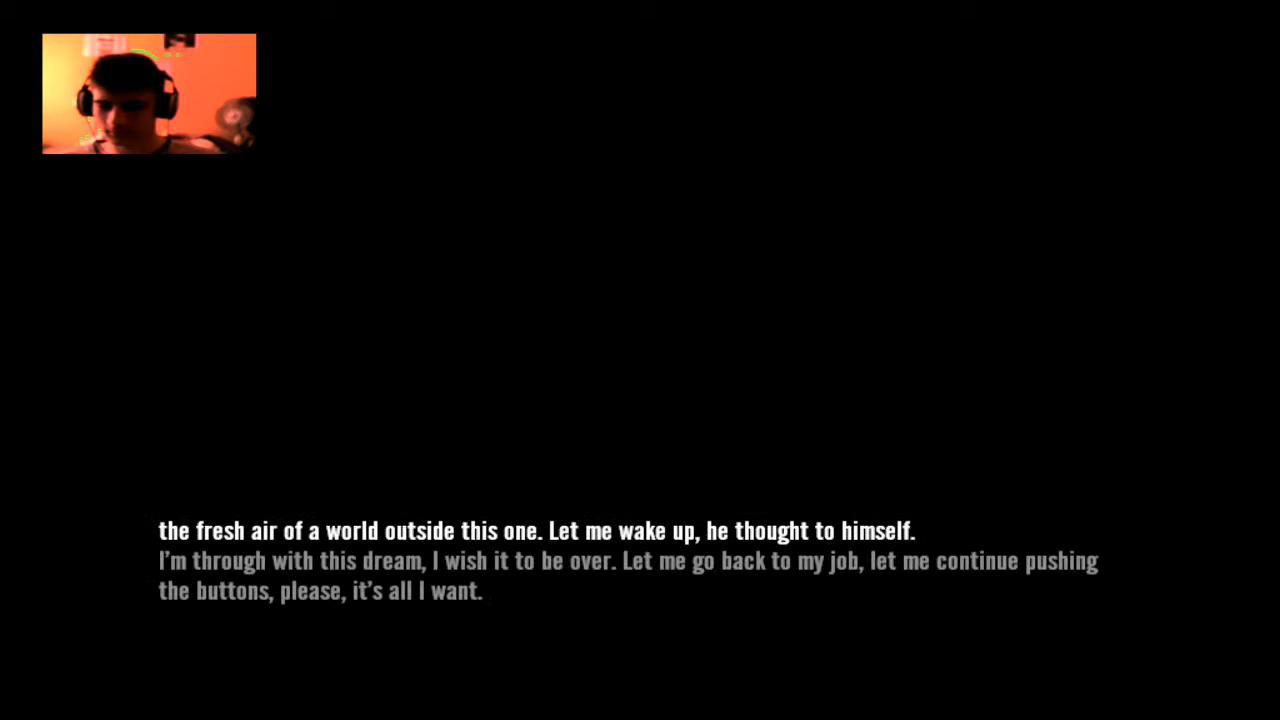 the fresh air of a world outside this one. Let me wake up, he thought to himself.
I'm through with this dream, I wish it to be over. Let me go back to my job, let me continue pushing
the buttons, please, it's all I want.